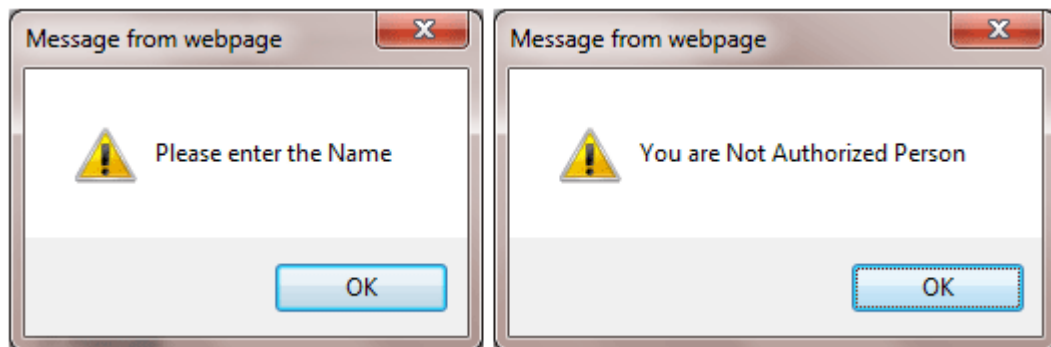 Message from webpage
Please enter the Name
OK
Message from webpage
You are Not Authorized Person
OK